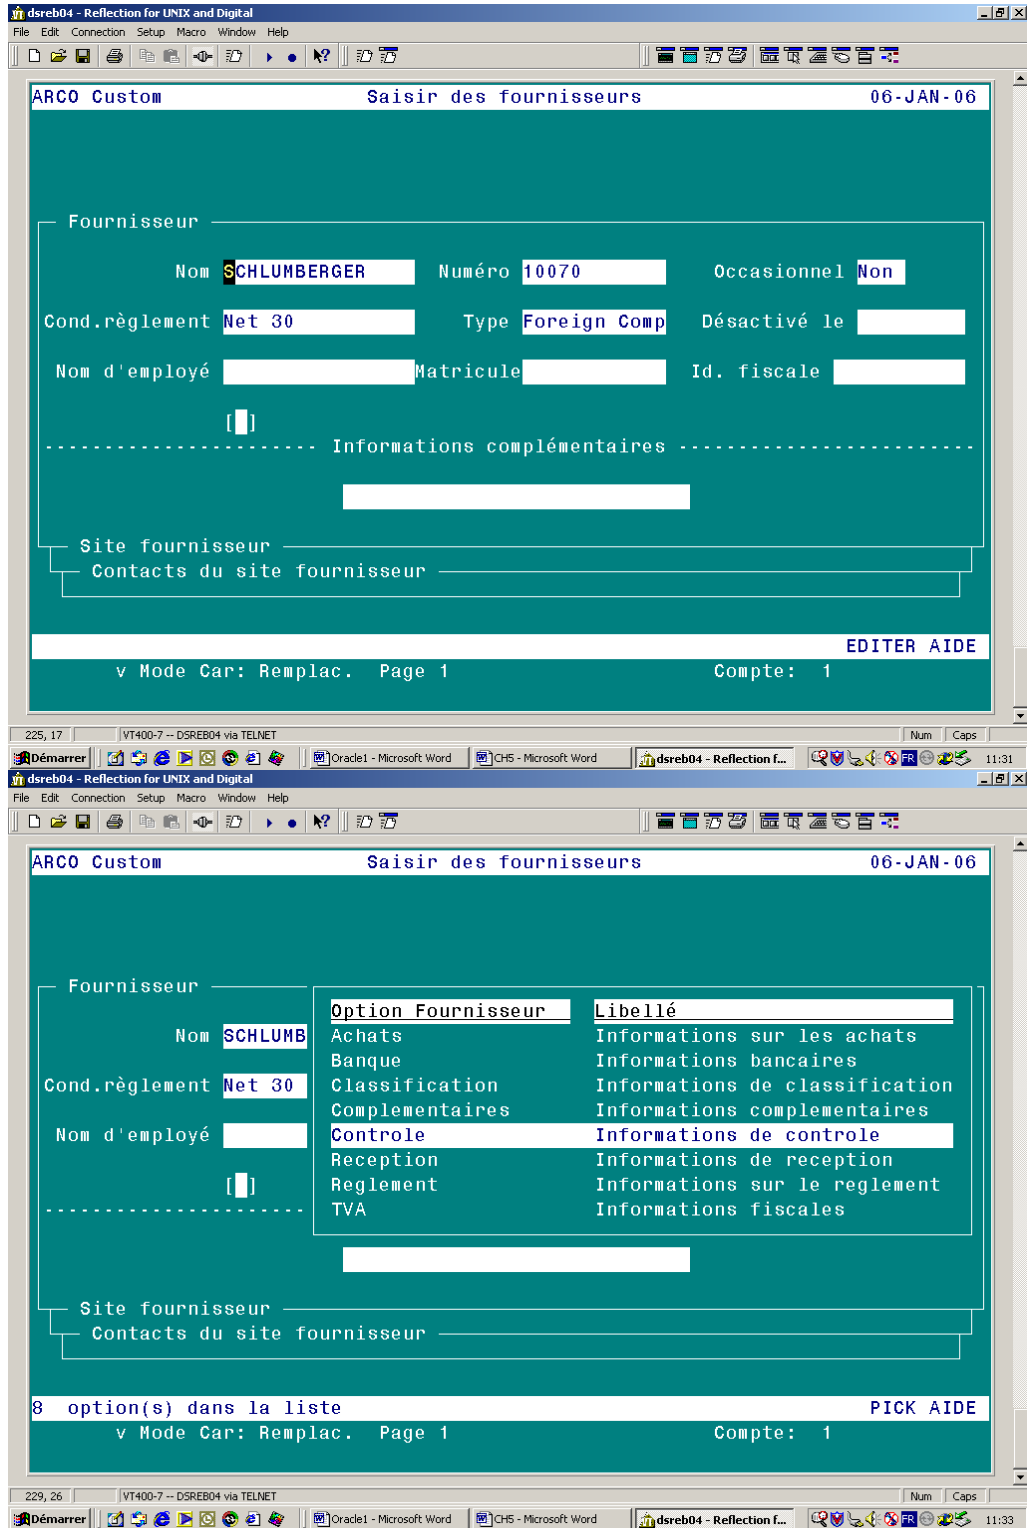 dsreb04 - Reflection for UNIX and Digital
File Edit Connection Setup Macro Window Help
ARCO Custom Saisir des fournisseurs 06-JAN-06
Fournisseur
Nom SCHLUMBERGER Numéro 10070 Occasionnel Non
Cond.règlement Net 30 Type Foreign Comp Désactivé le
Nom d'employé Matricule Id. fiscale
[ ]
----------------------- Informations complémentaires -------------------------
Site fournisseur
Contacts du site fournisseur
EDITER AIDE
v Mode Car: Remplac. Page 1 Compte: 1
225, 17 VT400-7 -- DSREB04 via TELNET Num Caps
Démarrer Oracle1 - Microsoft Word CH5 - Microsoft Word dsreb04 - Reflection f... FR 11:31
dsreb04 - Reflection for UNIX and Digital
File Edit Connection Setup Macro Window Help
ARCO Custom Saisir des fournisseurs 06-JAN-06
Fournisseur
Option Fournisseur Libellé
Nom SCHLUMB Achats Informations sur les achats
Banque Informations bancaires
Cond.règlement Net 30 Classification Informations de classification
Complementaires Informations complementaires
Nom d'employé Controle Informations de controle
Reception Informations de reception
[ ] Reglement Informations sur le reglement
---------------------- TVA Informations fiscales
Site fournisseur
Contacts du site fournisseur
8 option(s) dans la liste PICK AIDE
v Mode Car: Remplac. Page 1 Compte: 1
229, 26 VT400-7 -- DSREB04 via TELNET Num Caps
Démarrer Oracle1 - Microsoft Word CH5 - Microsoft Word dsreb04 - Reflection f... FR 11:33